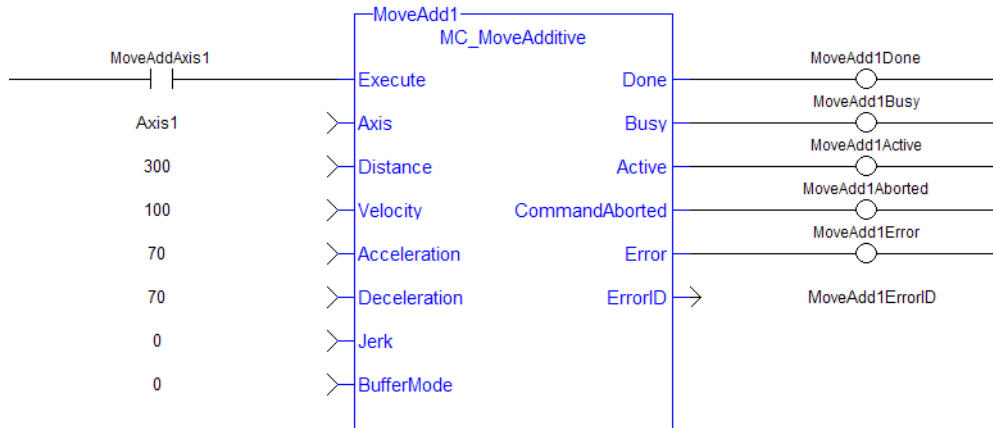 MoveAdd1
MC_MoveAdditive
MoveAddAxis1 Execute Done MoveAdd1Done
Axis1 Axis Busy MoveAdd1Busy
300 Distance Active MoveAdd1Active
100 Velocity CommandAborted MoveAdd1Aborted
70 Acceleration Error MoveAdd1Error
70 Deceleration ErrorID MoveAdd1ErrorID
0 Jerk
0 BufferMode